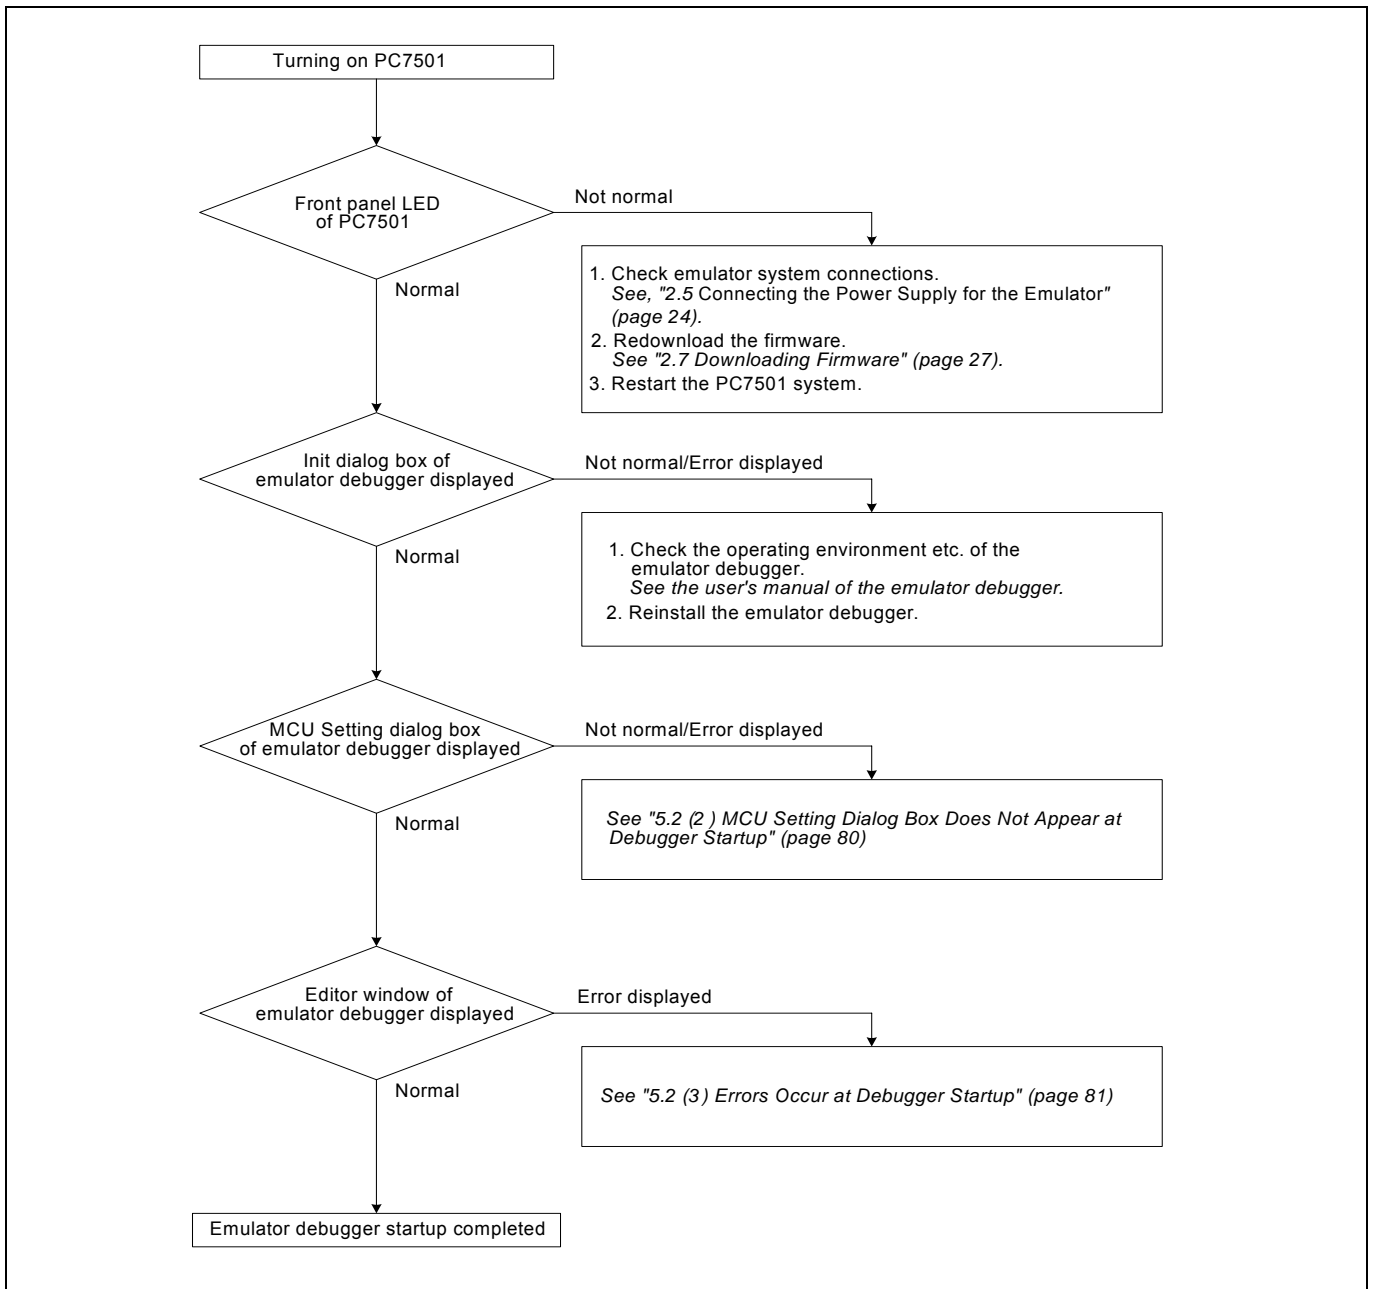 Turning on PC7501
Front panel LED
of PC7501
Not normal
Normal
1. Check emulator system connections.
See, "2.5 Connecting the Power Supply for the Emulator"
(page 24).
2. Redownload the firmware.
See "2.7 Downloading Firmware" (page 27).
3. Restart the PC7501 system.
Init dialog box of
emulator debugger displayed
Not normal/Error displayed
Normal
1. Check the operating environment etc. of the
emulator debugger.
See the user's manual of the emulator debugger.
2. Reinstall the emulator debugger.
MCU Setting dialog box
of emulator debugger displayed
Not normal/Error displayed
Normal
See "5.2 (2 ) MCU Setting Dialog Box Does Not Appear at
Debugger Startup" (page 80)
Editor window of
emulator debugger displayed
Error displayed
Normal
See "5.2 (3 ) Errors Occur at Debugger Startup" (page 81)
Emulator debugger startup completed